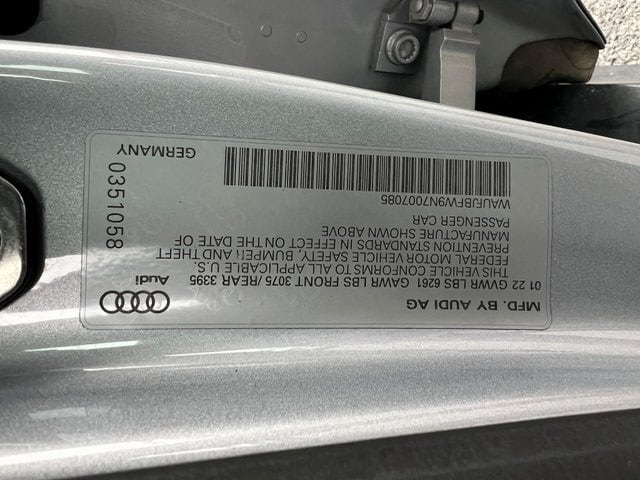 MFD. BY AUDI AG
01 22 GVWR LBS 6261 GAWR LBS FRONT 3075 /REAR 3395
THIS VEHICLE CONFORMS TO ALL APPLICABLE U.S.
FEDERAL MOTOR VEHICLE SAFETY, BUMPER AND THEFT
PREVENTION STANDARDS IN EFFECT ON THE DATE OF
MANUFACTURE SHOWN ABOVE
PASSENGER CAR
WAUFJBFW9N7007085
Audi
0351058
GERMANY